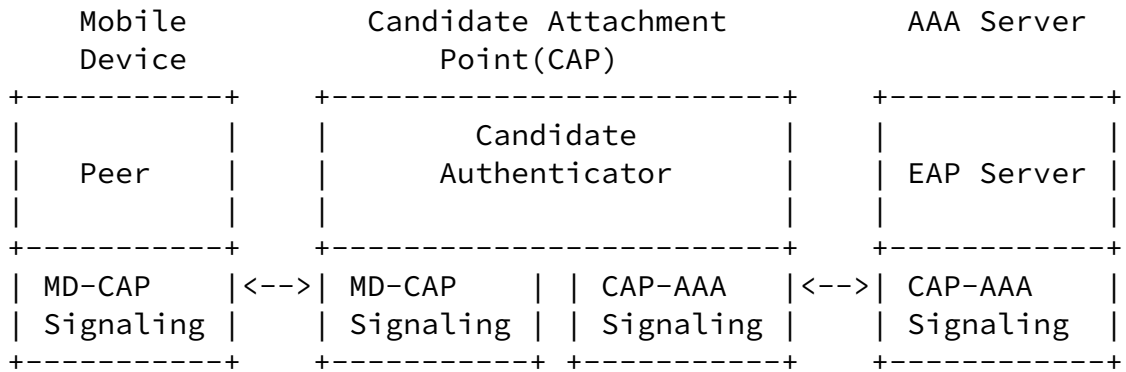 Mobile Candidate Attachment AAA Server
Device Point(CAP)
+-----------+ +-------------------------+ +------------+
| | | Candidate | | |
| Peer | | Authenticator | | EAP Server |
| | | | | |
+-----------+ +-------------------------+ +------------+
| MD-CAP |<-->| MD-CAP | | CAP-AAA |<-->| CAP-AAA |
| Signaling | | Signaling | | Signaling | | Signaling |
+-----------+ +-----------+ +-----------+ +------------+